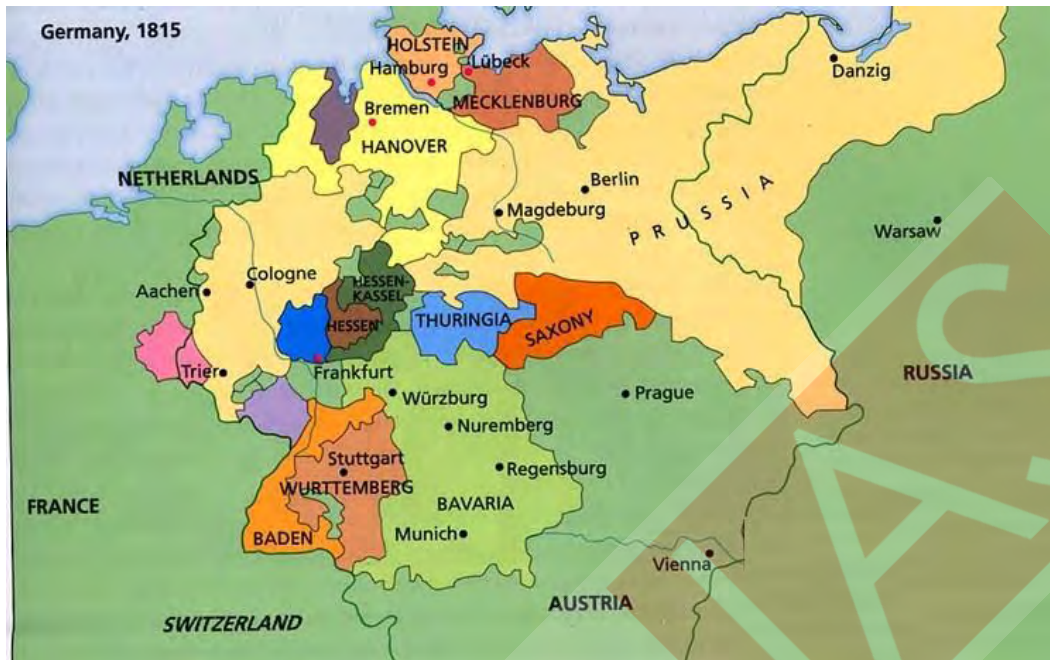 Germany, 1815
HOLSTEIN
Hamburg
Lübeck
MECKLENBURG
Danzig
Bremen
HANOVER
NETHERLANDS
Berlin
Magdeburg
PRUSSIA
Warsaw
Cologne
Aachen
HESSEN-
KASSEL
HESSEN
THURINGIA
SAXONY
Trier
Frankfurt
Würzburg
Prague
RUSSIA
Nuremberg
Stuttgart
Regensburg
WURTTEMBERG
FRANCE
BAVARIA
BADEN
Munich
Vienna
AUSTRIA
SWITZERLAND
IAS